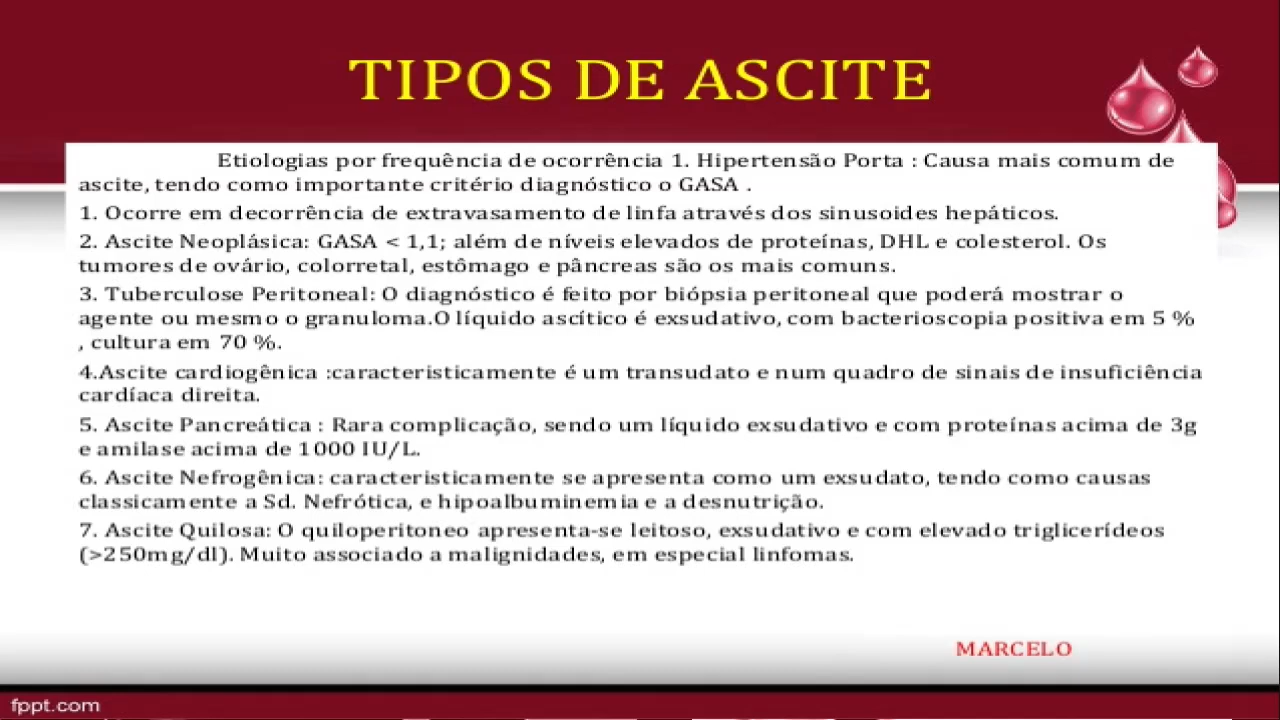 TIPOS DE ASCITE
Etiologias por frequência de ocorrência 1. Hipertensão Porta : Causa mais comum de
ascite, tendo como importante critério diagnóstico o GASA .
1. Ocorre em decorrência de extravasamento de linfa através dos sinusoides hepáticos.
2. Ascite Neoplásica: GASA < 1,1; além de níveis elevados de proteínas, DHL e colesterol. Os
tumores de ovário, colorretal, estômago e pâncreas são os mais comuns.
3. Tuberculose Peritoneal: O diagnóstico é feito por biópsia peritoneal que poderá mostrar o
agente ou mesmo o granuloma.O líquido ascítico é exsudativo, com bacterioscopia positiva em 5 %
, cultura em 70 %.
4.Ascite cardiogênica :caracteristicamente é um transudato e num quadro de sinais de insuficiência
cardíaca direita.
5. Ascite Pancreática : Rara complicação, sendo um líquido exsudativo e com proteínas acima de 3g
e amilase acima de 1000 IU/L.
6. Ascite Nefrogênica: caracteristicamente se apresenta como um exsudato, tendo como causas
classicamente a Sd. Nefrótica, e hipoalbuminemia e a desnutrição.
7. Ascite Quilosa: O quiloperitoneo apresenta-se leitoso, exsudativo e com elevado triglicerídeos
(>250mg/dl). Muito associado a malignidades, em especial linfomas.
MARCELO
fppt.com